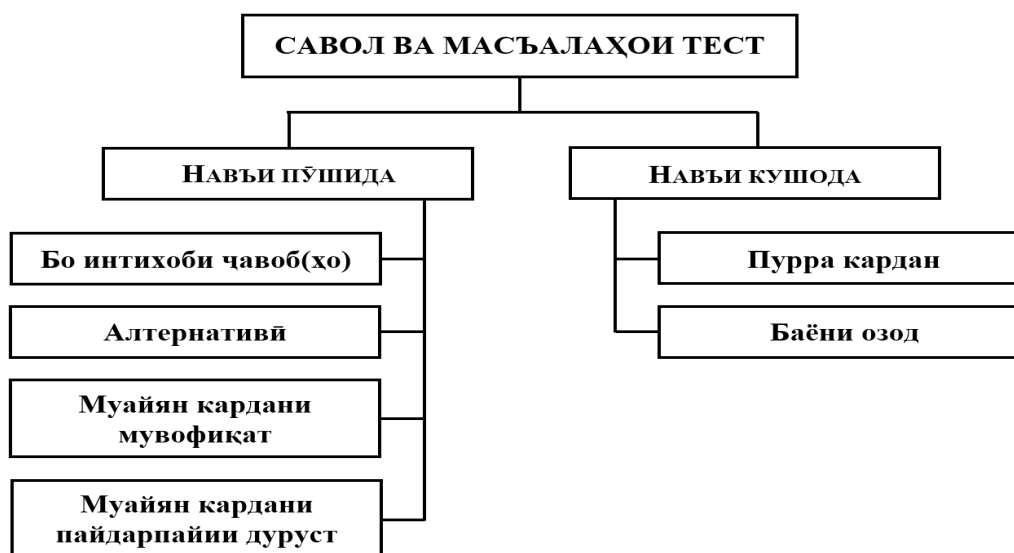 САВОЛ ВА МАСЪАЛАҲОИ ТЕСТ
НАВЪИ ПӮШИДА
НАВЪИ КУШОДА
Бо интихоби ҷавоб(ҳо)
Алтернативӣ
Муайян кардани
мувофиқат
Муайян кардани
пайдарпайии дуруст
Пурра кардан
Баёни озод